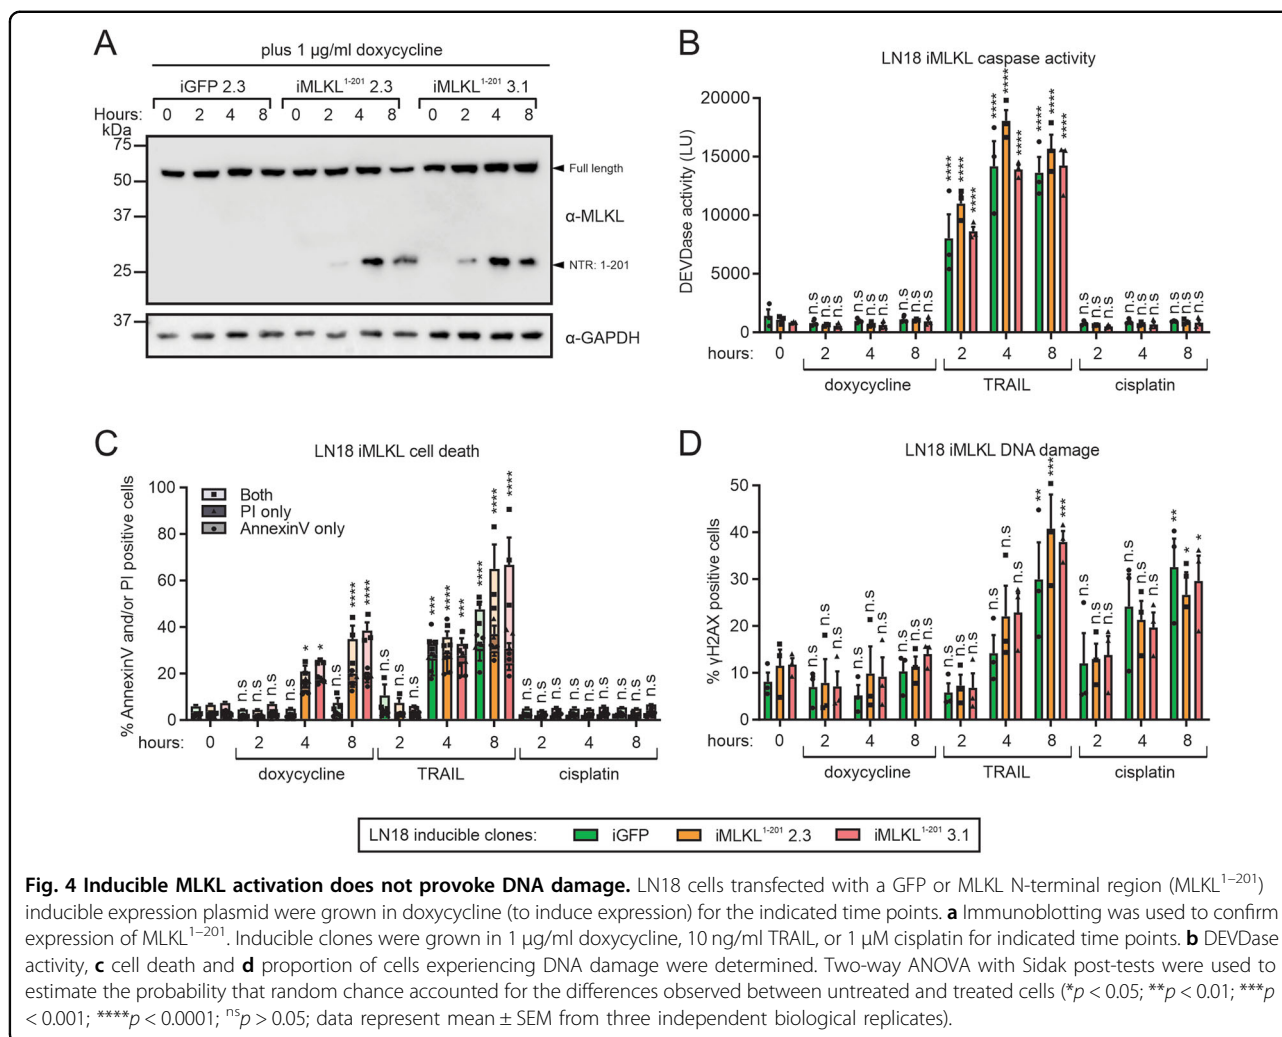 A
plus 1 µg/ml doxycycline
iGFP 2.3 iMLKL1-201 2.3 iMLKL1-201 3.1
Hours: 0 2 4 8 0 2 4 8 0 2 4 8
kDa
75
50
37
25
37
Full length
α-MLKL
NTR: 1-201
α-GAPDH
B
LN18 iMLKL caspase activity
DEVDase activity (LU)
20000
15000
10000
5000
0
**** **** **** **** **** **** **** **** ****
n.s n.s n.s n.s n.s n.s n.s n.s n.s n.s n.s n.s n.s n.s n.s n.s n.s n.s
hours: 0 2 4 8 2 4 8 2 4 8
doxycycline TRAIL cisplatin
C
LN18 iMLKL cell death
% AnnexinV and/or PI positive cells
100
80
60
40
20
0
Both
PI only
AnnexinV only
n.s n.s n.s n.s * * n.s **** **** n.s n.s n.s *** **** *** **** **** **** n.s n.s n.s n.s n.s n.s n.s n.s n.s
hours: 0 2 4 8 2 4 8 2 4 8
doxycycline TRAIL cisplatin
D
LN18 iMLKL DNA damage
% γH2AX positive cells
50
40
30
20
10
0
n.s n.s n.s n.s n.s n.s n.s n.s n.s n.s n.s n.s n.s n.s n.s ** *** *** n.s n.s n.s n.s n.s n.s ** * *
hours: 0 2 4 8 2 4 8 2 4 8
doxycycline TRAIL cisplatin
LN18 inducible clones: iGFP iMLKL1-201 2.3 iMLKL1-201 3.1
Fig. 4 Inducible MLKL activation does not provoke DNA damage. LN18 cells transfected with a GFP or MLKL N-terminal region (MLKL1–201)
inducible expression plasmid were grown in doxycycline (to induce expression) for the indicated time points. a Immunoblotting was used to confirm
expression of MLKL1–201. Inducible clones were grown in 1 µg/ml doxycycline, 10 ng/ml TRAIL, or 1 µM cisplatin for indicated time points. b DEVDase
activity, c cell death and d proportion of cells experiencing DNA damage were determined. Two-way ANOVA with Sidak post-tests were used to
estimate the probability that random chance accounted for the differences observed between untreated and treated cells (*p < 0.05; **p < 0.01; ***p
< 0.001; ****p < 0.0001; nsp > 0.05; data represent mean ± SEM from three independent biological replicates).